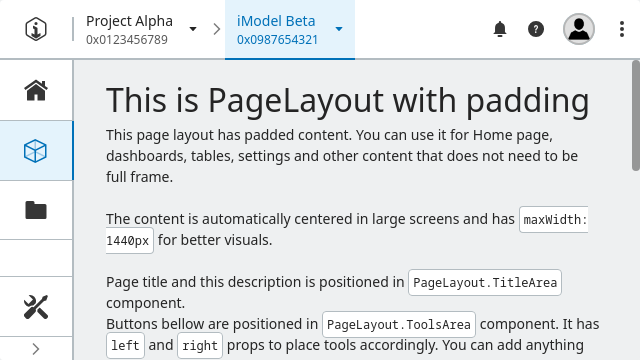 Project Alpha
0x0123456789
iModel Beta
0x0987654321
This is PageLayout with padding
This page layout has padded content. You can use it for Home page,
dashboards, tables, settings and other content that does not need to be
full frame.
The content is automatically centered in large screens and has maxWidth:
1440px for better visuals.
Page title and this description is positioned in PageLayout.TitleArea
component.
Buttons bellow are positioned in PageLayout.ToolsArea component. It has
left and right props to place tools accordingly. You can add anything